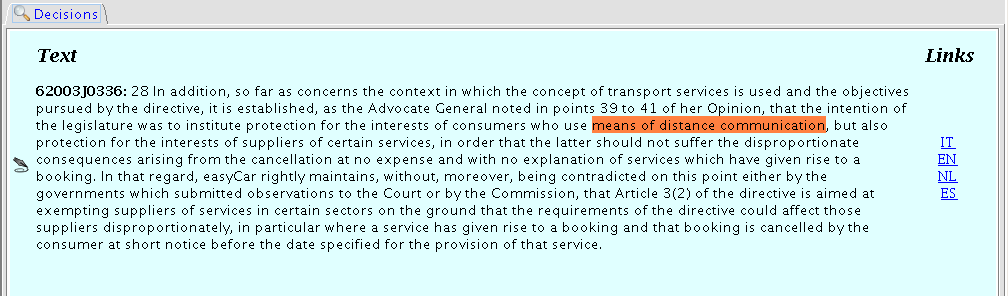 Decisions
Text
Links
62003J0336: 28 In addition, so far as concerns the context in which the concept of transport services is used and the objectives
pursued by the directive, it is established, as the Advocate General noted in points 39 to 41 of her Opinion, that the intention of
the legislature was to institute protection for the interests of consumers who use means of distance communication, but also
protection for the interests of suppliers of certain services, in order that the latter should not suffer the disproportionate
consequences arising from the cancellation at no expense and with no explanation of services which have given rise to a
booking. In that regard, easyCar rightly maintains, without, moreover, being contradicted on this point either by the
governments which submitted observations to the Court or by the Commission, that Article 3(2) of the directive is aimed at
exempting suppliers of services in certain sectors on the ground that the requirements of the directive could affect those
suppliers disproportionately, in particular where a service has given rise to a booking and that booking is cancelled by the
consumer at short notice before the date specified for the provision of that service.
IT
EN
NL
ES